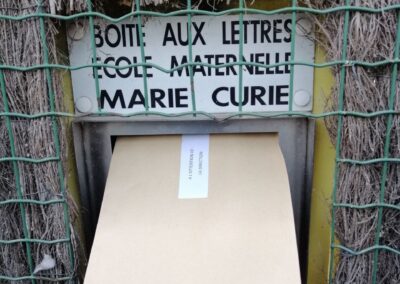 BOITE AUX LETTRES
ECOLE MATERNELLE
MARIE CURIE